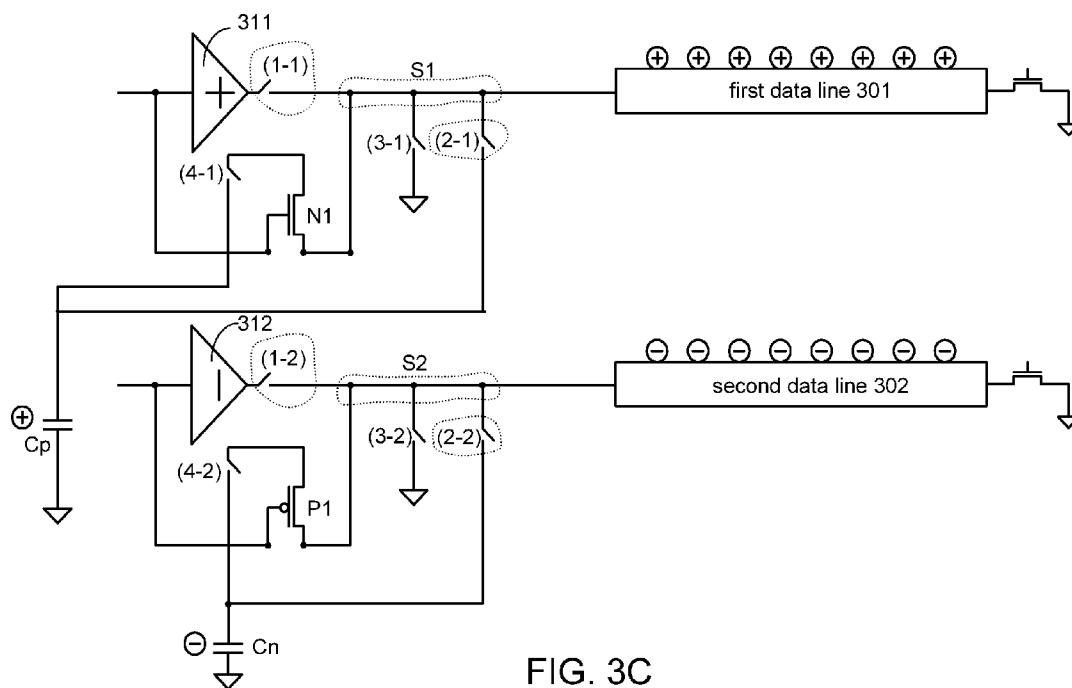 311
(1-1)
S1
first data line 301
(3-1)
(2-1)
(4-1)
N1
312
(1-2)
S2
second data line 302
Cp
(3-2)
(2-2)
(4-2)
P1
Cn
FIG. 3C